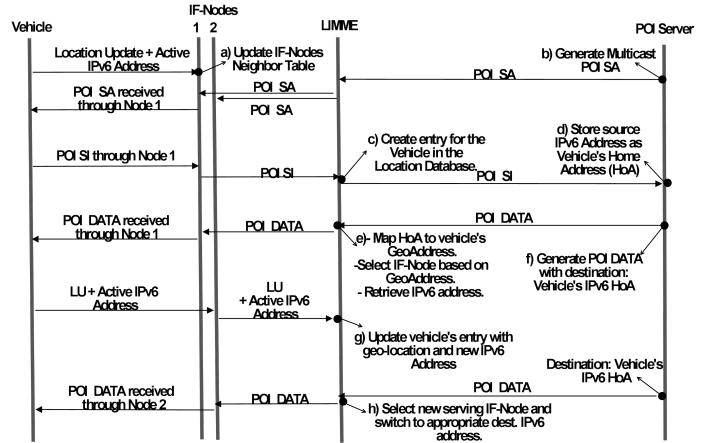 IF-Nodes
Vehicle
1 2
LIMME
POI Server
Location Update + Active
IPv6 Address
a) Update IF-Nodes
Neighbor Table
b) Generate Multicast
POI SA
POI SA
POI SA
POI SA
POI SA received
through Node 1
c) Create entry for the
Vehicle in the
Location Database.
d) Store source
IPv6 Address as
Vehicle's Home
Address (HoA)
POI SI through Node 1
POI SI
POI SI
POI DATA received
through Node 1
POI DATA
POI DATA
e)- Map HoA to vehicle's
GeoAddress.
-Select IF-Node based on
GeoAddress.
- Retrieve IPv6 address.
f) Generate POI DATA
with destination:
Vehicle's IPv6 HoA
LU + Active IPv6
Address
LU
+ Active IPv6
Address
g) Update vehicle's entry with
geo-location and new IPv6
Address
Destination: Vehicle's
IPv6 HoA
POI DATA received
through Node 2
POI DATA
POI DATA
h) Select new serving IF-Node and
switch to appropriate dest. IPv6
address.